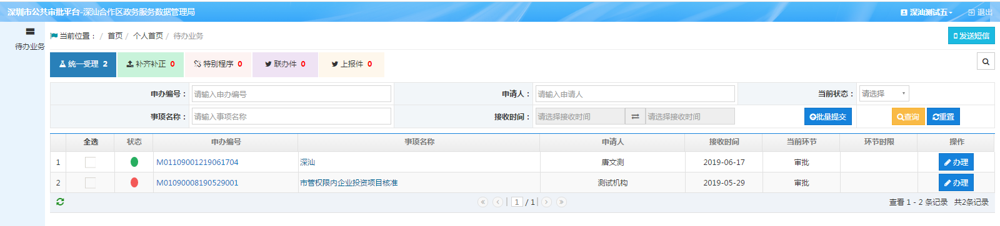 深圳市公共审批平台-深汕合作区政务服务数据管理局 深汕测试五 退出
待办业务
当前位置： / 首页 / 个人首页 / 待办业务 发送短信
统一受理 2 补齐补正 0 特别程序 0 联办件 0 上报件 0
申办编号： 请输入申办编号 申请人： 请输入申请人 当前状态： 请选择
事项名称： 请输入事项名称 接收时间： 请选择接收时间 请选择接收时间 批量提交 查询 重置
全选 状态 申办编号 事项名称 申请人 接收时间 当前环节 环节时限 操作
1 M01109001219061704 深汕 唐文测 2019-06-17 审批 办理
2 M01090008190529001 市管权限内企业投资项目核准 测试机构 2019-05-29 审批 办理
1 / 1 查看 1 - 2 条记录 共2条记录